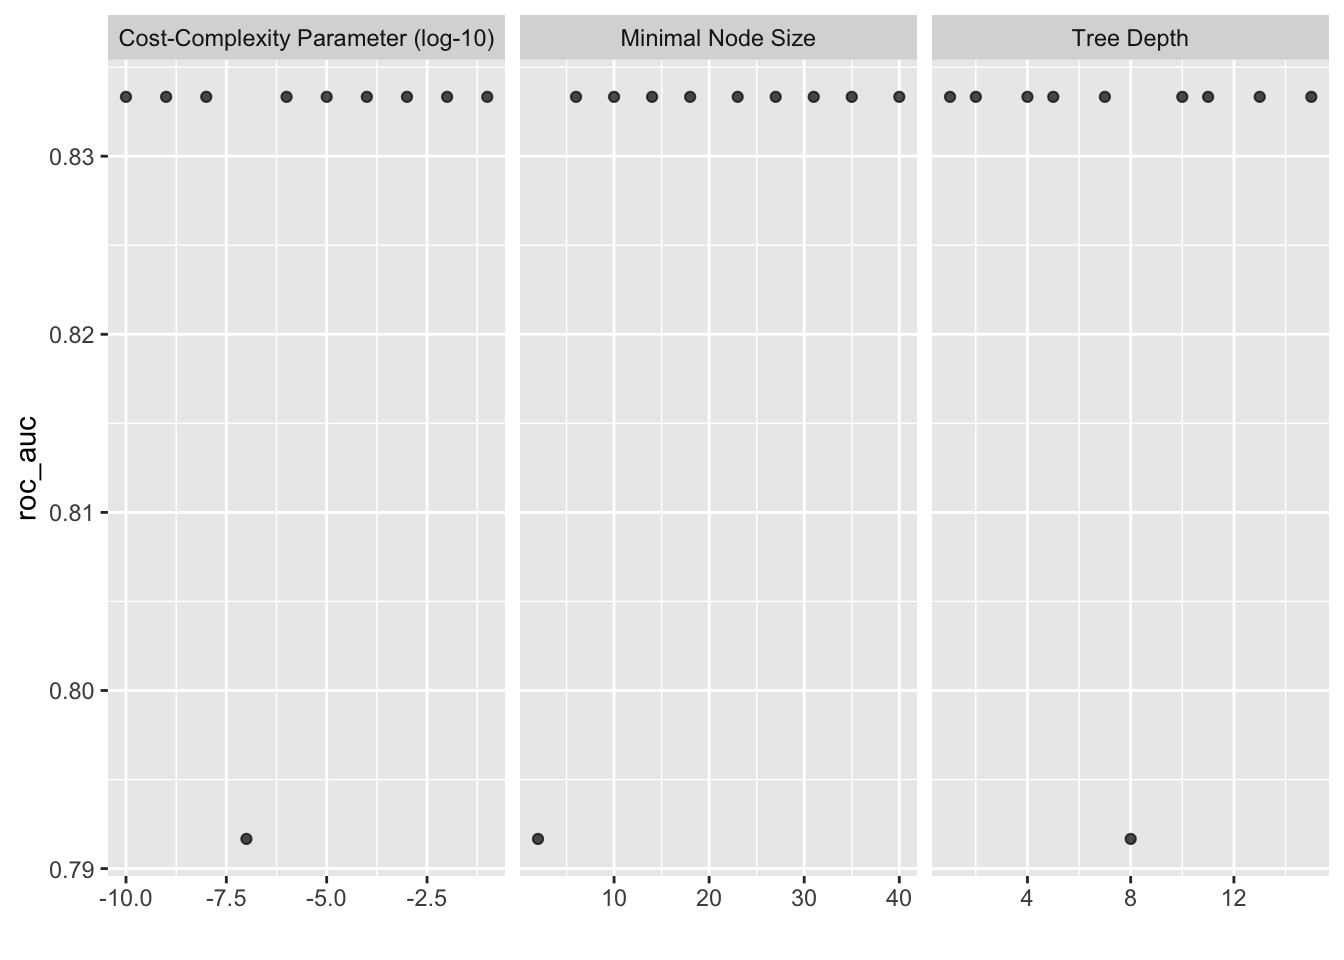 Cost-Complexity Parameter (log-10)
Minimal Node Size
Tree Depth
roc_auc
0.83
0.82
0.81
0.80
0.79
-10.0 -7.5 -5.0 -2.5
10 20 30 40
4 8 12